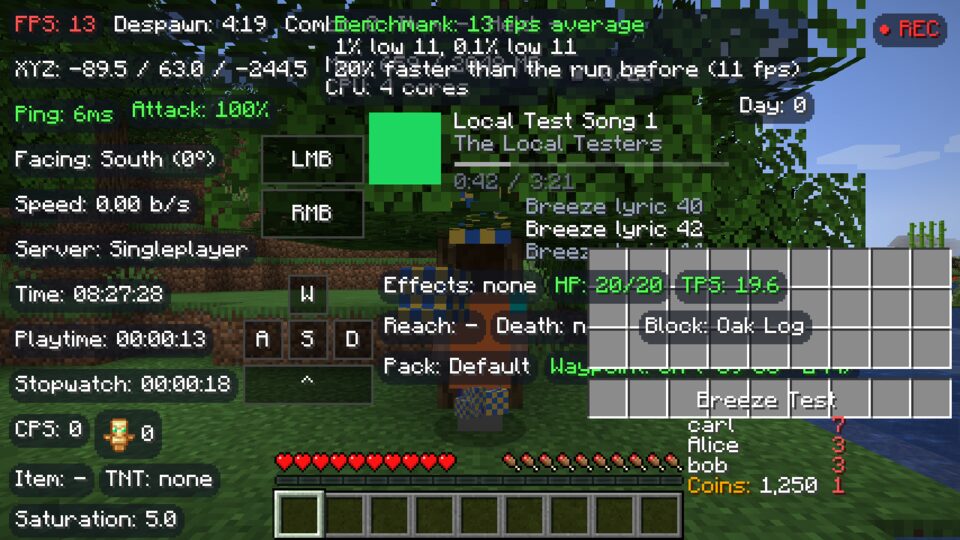 FPS: 13
Despawn: 4:19
Benchmark: 13 fps average
REC
1% low 11, 0.1% low 11
XYZ: -89.5 / 63.0 / -244.5
20% faster than the run before (11 fps)
CPU: 4 cores
Ping: 6ms
Attack: 100%
Day: 0
Local Test Song 1
The Local Testers
Facing: South (0°)
LMB
0:42 / 3:21
Speed: 0.00 b/s
RMB
Breeze lyric 40
Breeze lyric 42
Server: Singleplayer
Breeze lyric
Time: 08:27:28
W
Effects: none
HP: 20/20
TPS: 19.6
Playtime: 00:00:13
A
S
D
Reach: -
Death:
Block: Oak Log
Pack: Default
Stopwatch: 00:00:18
^
Breeze Test
CPS: 0
0
carl 7
Alice 3
bob 3
Item: -
TNT: none
Coins: 1,250 1
Saturation: 5.0